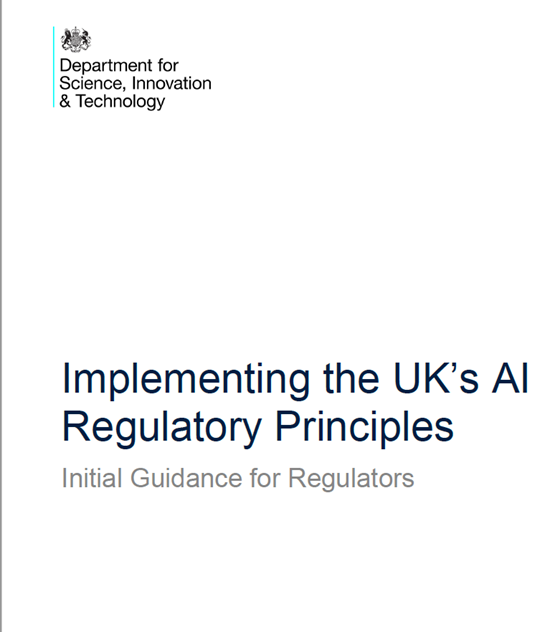 Department for
Science, Innovation
& Technology
Implementing the UK’s AI
Regulatory Principles
Initial Guidance for Regulators